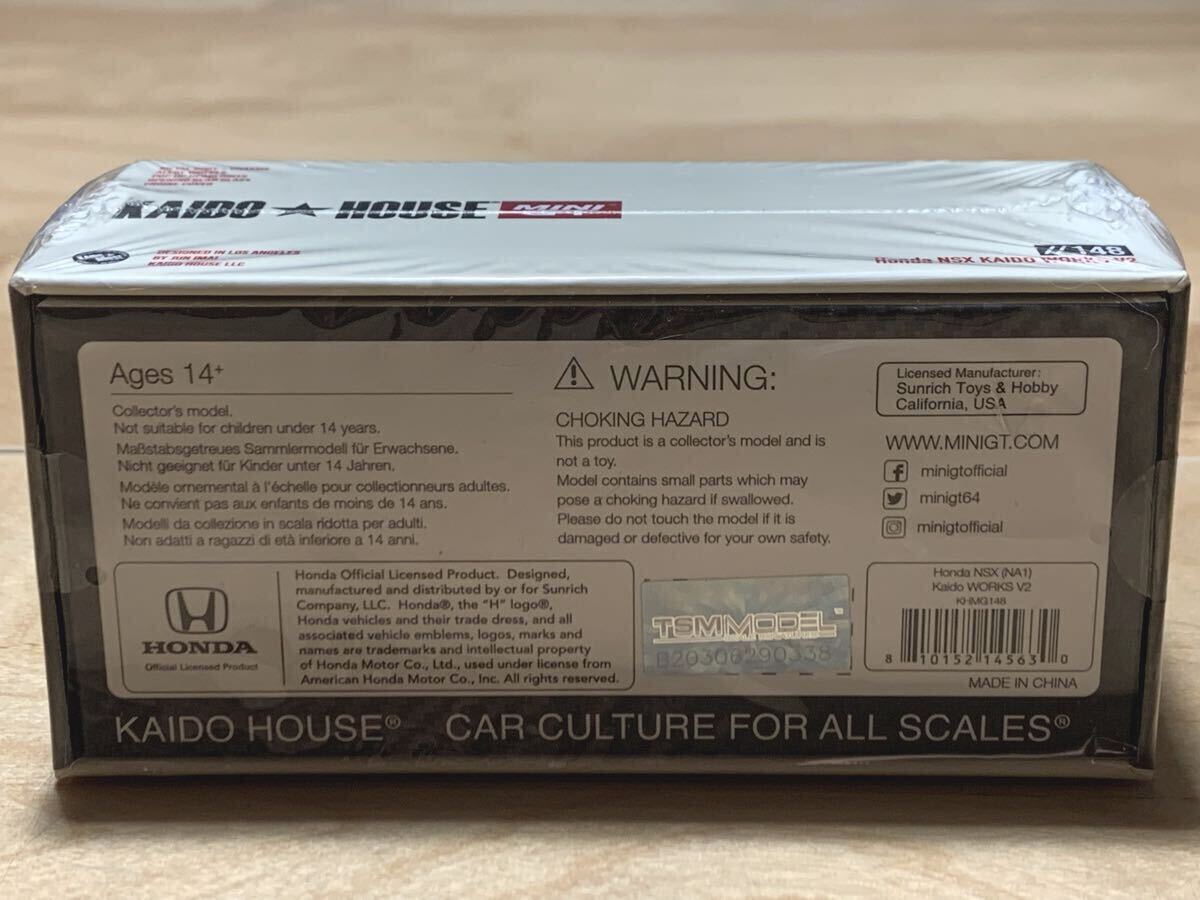 OPENING REAR GLASS
ENGINE COVER
KAIDO ★ HOUSE MINI
DESIGNED IN LOS ANGELES
BY JUN IMAI
KAIDO HOUSE LLC
#148
Honda NSX KAIDO WORKS V2
Ages 14+
Collector's model.
Not suitable for children under 14 years.
Maßstabsgetreues Sammlermodell für Erwachsene.
Nicht geeignet für Kinder unter 14 Jahren.
Modèle ornemental à l'échelle pour collectionneurs adultes.
Ne convient pas aux enfants de moins de 14 ans.
Modelli da collezione in scala ridotta per adulti.
Non adatti a ragazzi di età inferiore a 14 anni.
WARNING:
CHOKING HAZARD
This product is a collector's model and is
not a toy.
Model contains small parts which may
pose a choking hazard if swallowed.
Please do not touch the model if it is
damaged or defective for your own safety.
Licensed Manufacturer:
Sunrich Toys & Hobby
California, USA
WWW.MINIGT.COM
minigtofficial
minigt64
minigtofficial
HONDA
Official Licensed Product
Honda Official Licensed Product. Designed,
manufactured and distributed by or for Sunrich
Company, LLC. Honda®, the "H" logo®,
Honda vehicles and their trade dress, and all
associated vehicle emblems, logos, marks and
names are trademarks and intellectual property
of Honda Motor Co., Ltd., used under license from
American Honda Motor Co., Inc. All rights reserved.
TSMMODEL
B20306290338
Honda NSX (NA1)
Kaido WORKS V2
KHMG148
8 10152 14563 0
MADE IN CHINA
KAIDO HOUSE® CAR CULTURE FOR ALL SCALES®